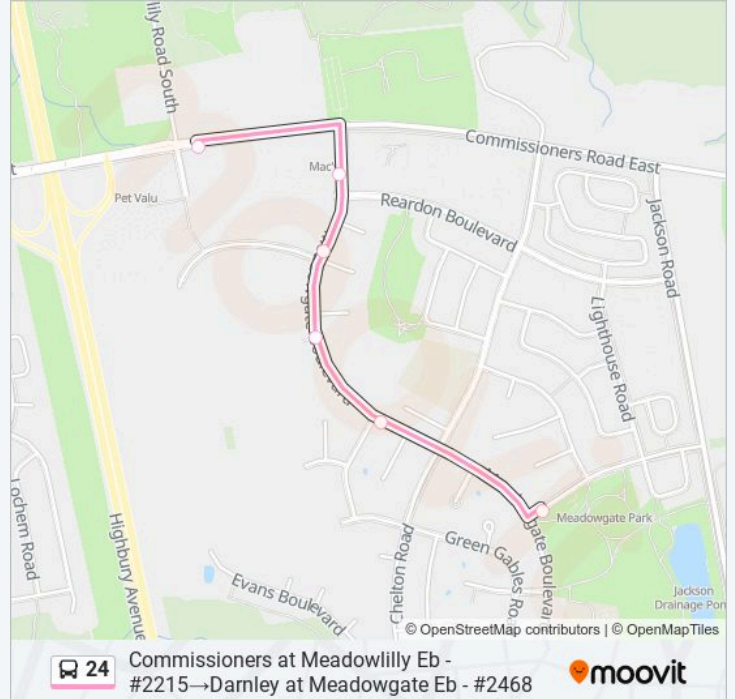 lily Road South
Commissioners Road East
Mac'
Pet Valu
Reardon Boulevard
Jackson Road
Lighthouse Road
Meadowgate Park
gate Boulevar
Green Gables Ro
Chelton Road
Lochem Road
Highbury Avenue
Evans Boulevard
Jackson
Drainage Pon
© OpenStreetMap contributors | © OpenMapTiles
24
Commissioners at Meadowlilly Eb -
#2215→Darnley at Meadowgate Eb - #2468
moovit